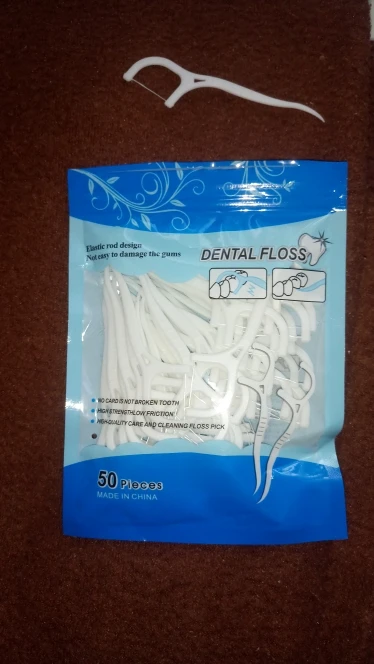 Elastic rod design
Not easy to damage the gums
DENTAL FLOSS
NO CARD IS NOT BROKEN TOOTH
HIGH STRENGTH/LOW FRICTION
HIGH-QUALITY CARE AND CLEANING FLOSS PICK
50 Pieces
MADE IN CHINA